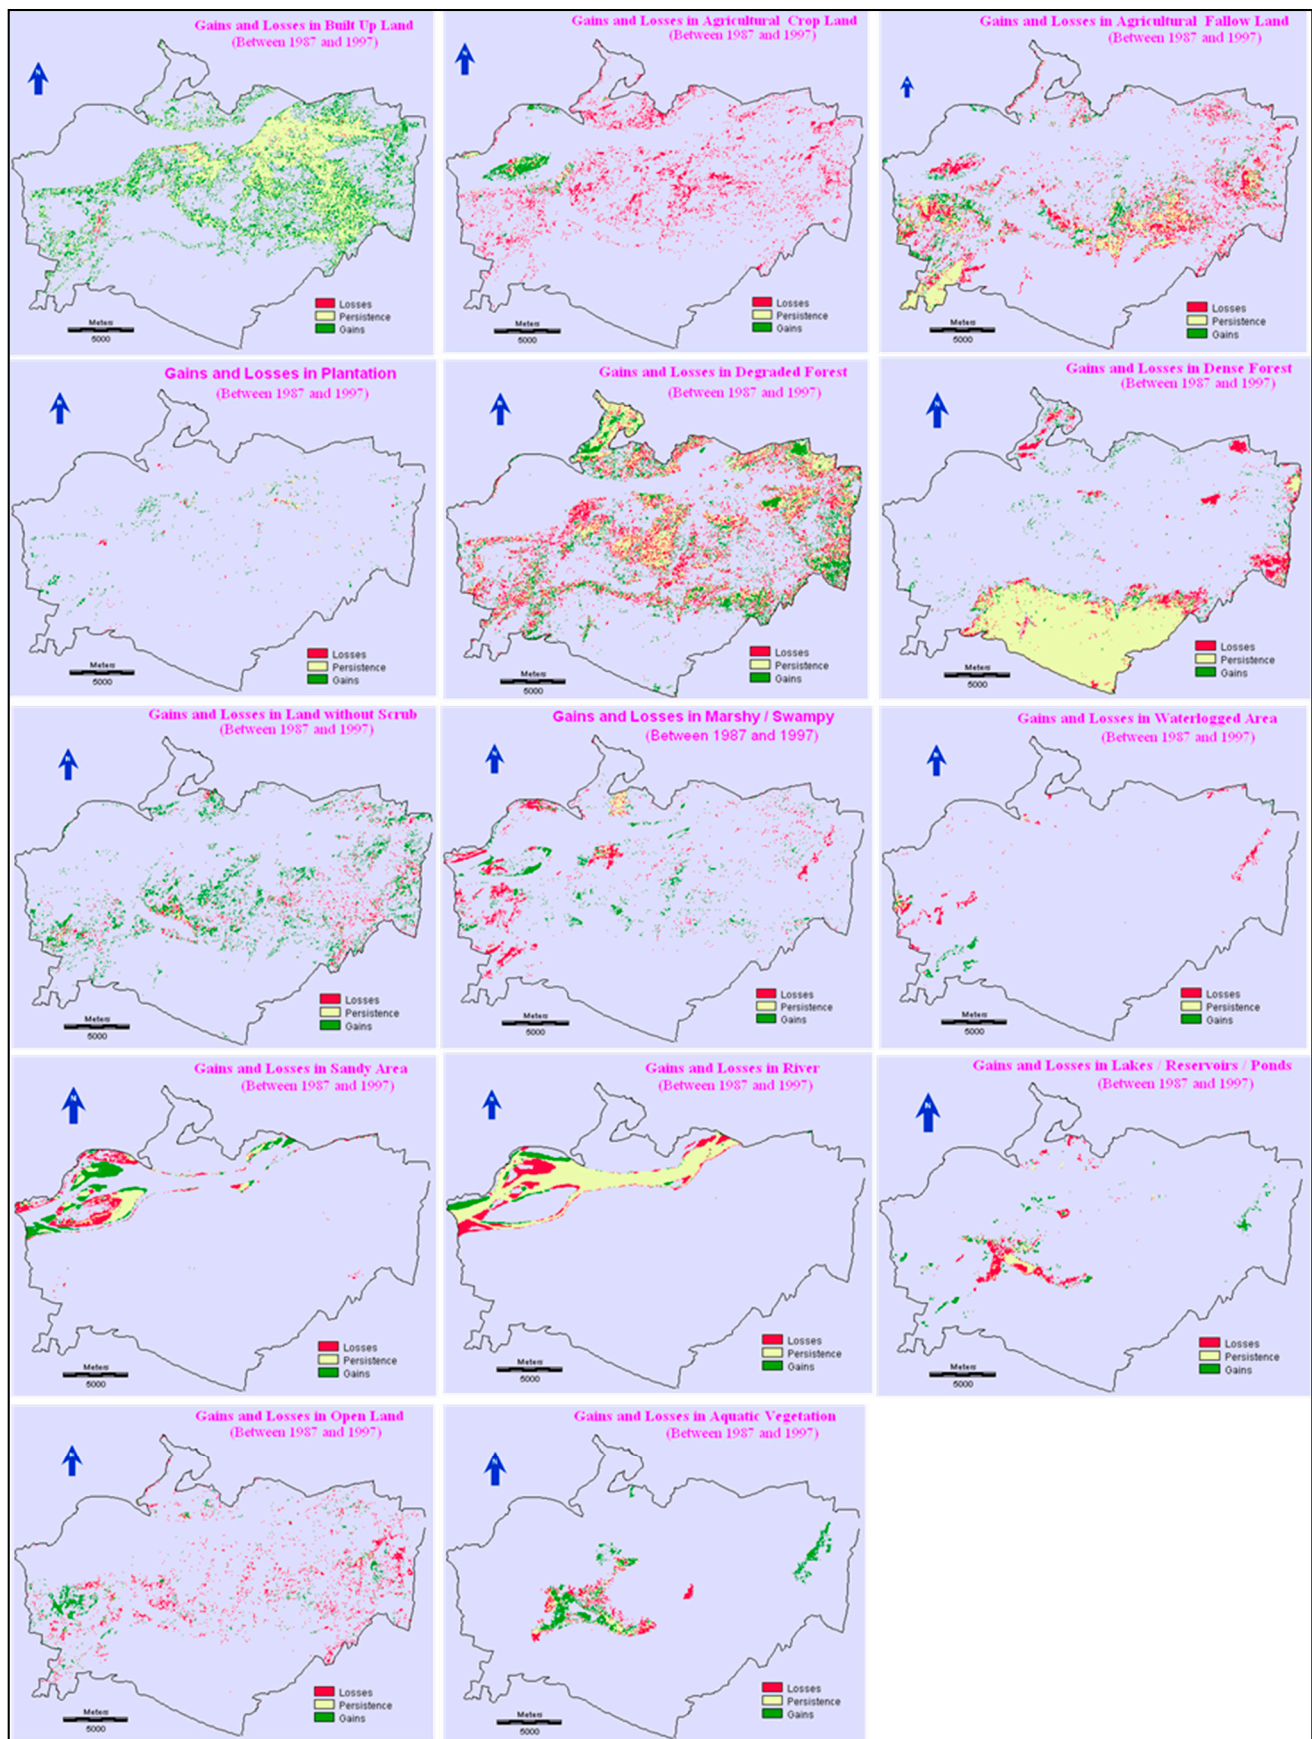 Gains and Losses in Built Up Land
(Between 1987 and 1997)
N
Losses
Persistence
Gains
Meters
5000
Gains and Losses in Agricultural Crop Land
(Between 1987 and 1997)
N
Losses
Persistence
Gains
Meters
5000
Gains and Losses in Agricultural Fallow Land
(Between 1987 and 1997)
N
Losses
Persistence
Gains
Meters
5000
Gains and Losses in Plantation
(Between 1987 and 1997)
N
Losses
Persistence
Gains
Meters
5000
Gains and Losses in Degraded Forest
(Between 1987 and 1997)
N
Losses
Persistence
Gains
Meters
5000
Gains and Losses in Dense Forest
(Between 1987 and 1997)
N
Losses
Persistence
Gains
Meters
5000
Gains and Losses in Land without Scrub
(Between 1987 and 1997)
N
Losses
Persistence
Gains
Meters
5000
Gains and Losses in Marshy / Swampy
(Between 1987 and 1997)
N
Losses
Persistence
Gains
Meters
5000
Gains and Losses in Waterlogged Area
(Between 1987 and 1997)
N
Losses
Persistence
Gains
Meters
5000
Gains and Losses in Sandy Area
(Between 1987 and 1997)
N
Losses
Persistence
Gains
Meters
5000
Gains and Losses in River
(Between 1987 and 1997)
N
Losses
Persistence
Gains
Meters
5000
Gains and Losses in Lakes / Reservoirs / Ponds
(Between 1987 and 1997)
N
Losses
Persistence
Gains
Meters
5000
Gains and Losses in Open Land
(Between 1987 and 1997)
N
Losses
Persistence
Gains
Meters
5000
Gains and Losses in Aquatic Vegetation
(Between 1987 and 1997)
N
Losses
Persistence
Gains
Meters
5000